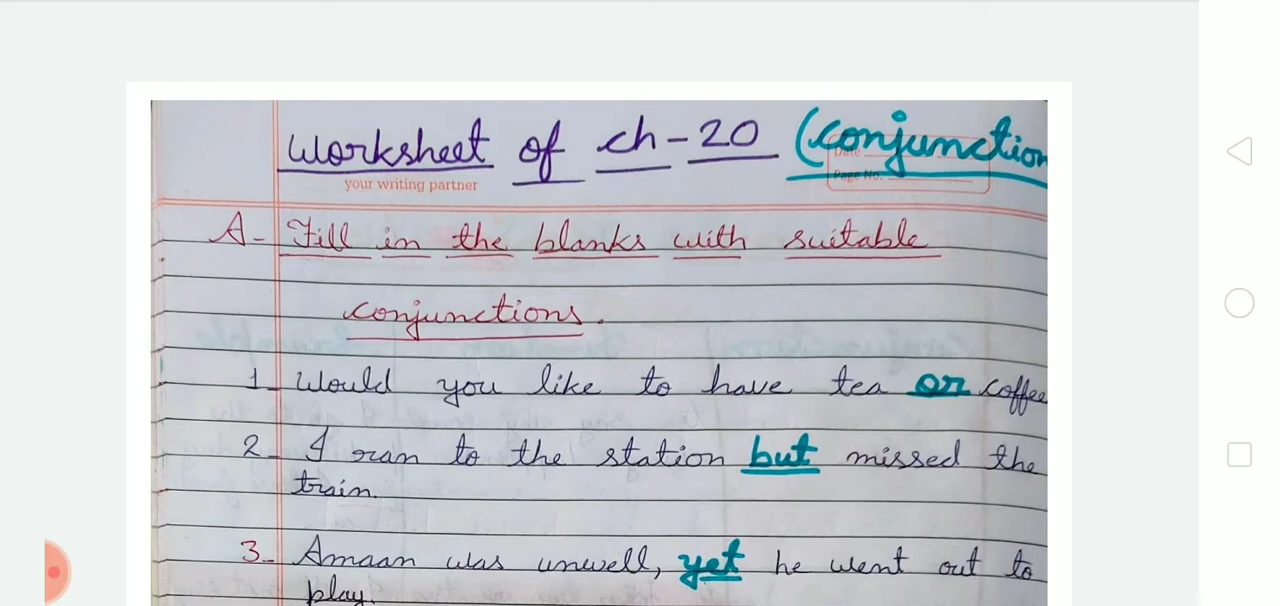 Worksheet of ch-20 (Conjunction
Date
Page No.
your writing partner
A- Fill in the blanks with suitable
conjunctions.
1- Would you like to have tea or coffee
2- I ran to the station but missed the
train.
3- Amaan was unwell, yet he went out to
play.